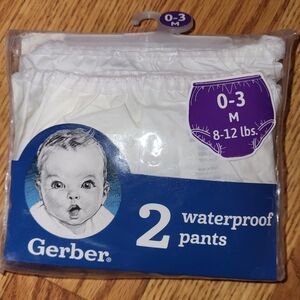 0-3
M
0-3
M
8-12 lbs.
Gerber®
2 waterproof
pants